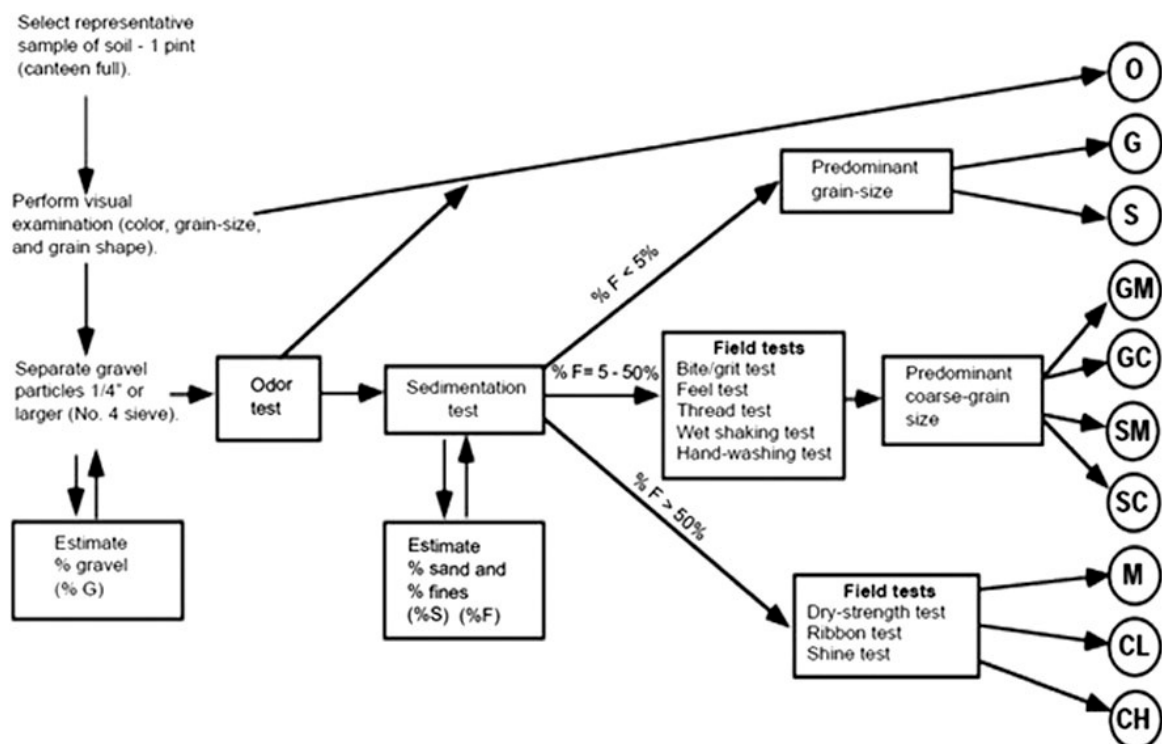 Select representative
sample of soil - 1 pint
(canteen full).
Perform visual
examination (color, grain-size,
and grain shape).
Separate gravel
particles 1/4" or
larger (No. 4 sieve).
Estimate
% gravel
(% G)
Odor
test
Sedimentation
test
Estimate
% sand and
% fines
(%S) (%F)
% F < 5%
% F= 5 - 50%
% F > 50%
Predominant
grain-size
Field tests
Bite/grit test
Feel test
Thread test
Wet shaking test
Hand-washing test
Predominant
coarse-grain
size
Field tests
Dry-strength test
Ribbon test
Shine test
O
G
S
GM
GC
SM
SC
M
CL
CH